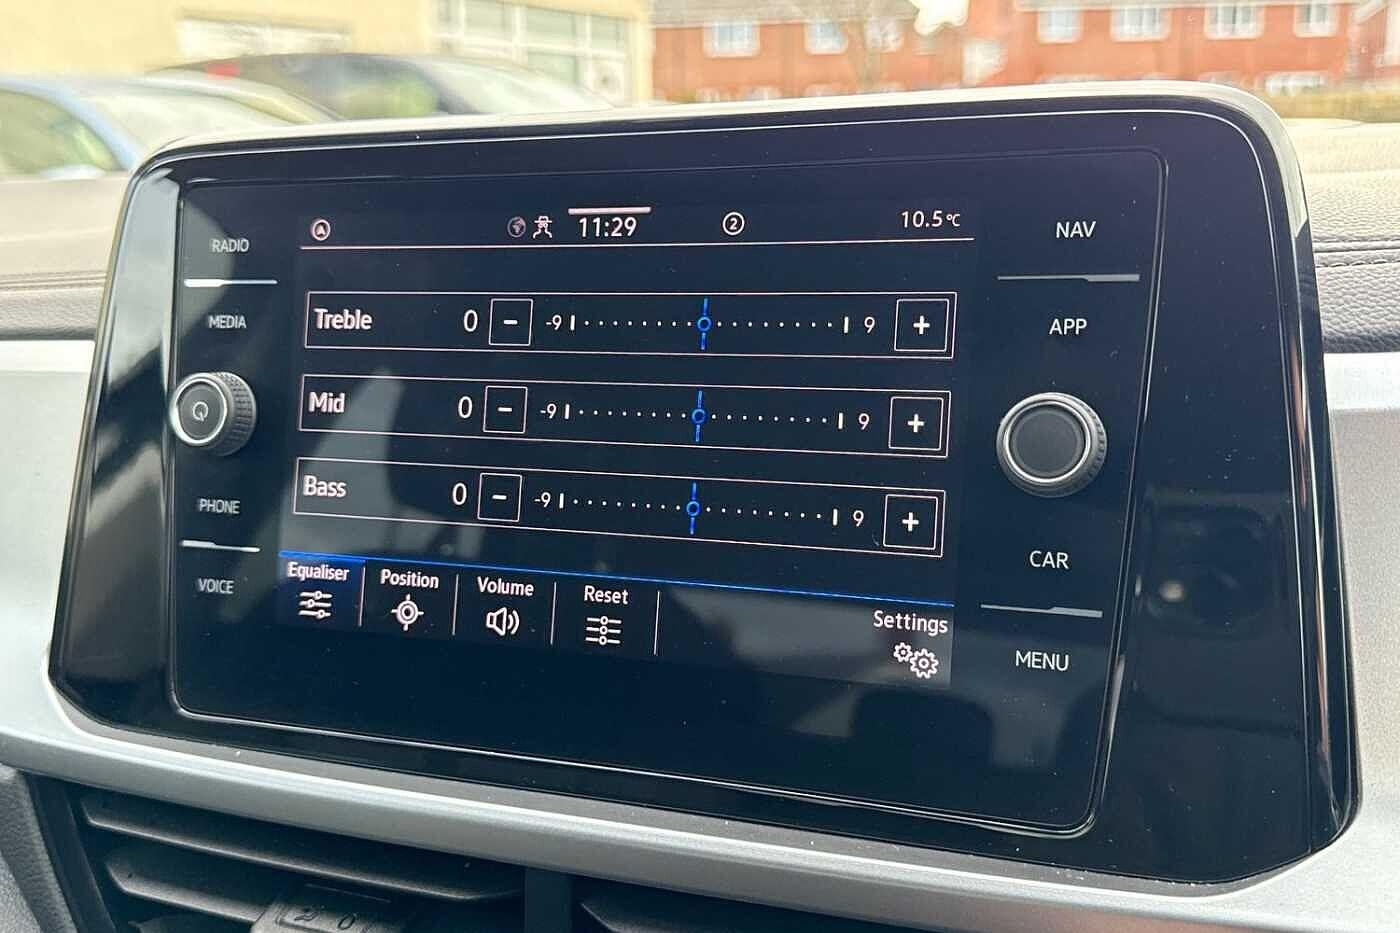 RADIO
MEDIA
PHONE
VOICE
11:29
2
10.5°C
Treble 0 - -9 9 +
Mid 0 - -9 9 +
Bass 0 - -9 9 +
Equaliser
Position
Volume
Reset
Settings
NAV
APP
CAR
MENU